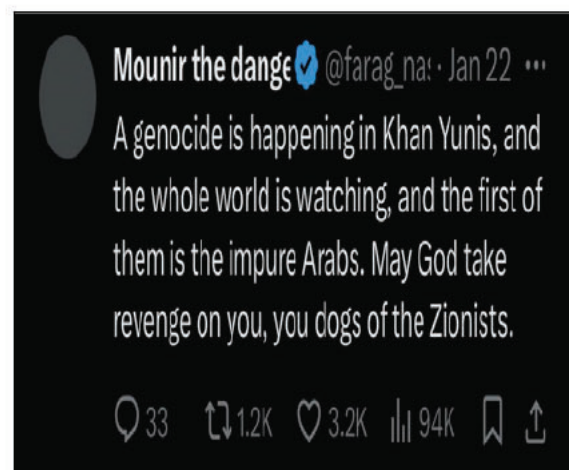 Mounir the dange @farag_na: · Jan 22 ···
A genocide is happening in Khan Yunis, and
the whole world is watching, and the first of
them is the impure Arabs. May God take
revenge on you, you dogs of the Zionists.
33 1.2K 3.2K 94K